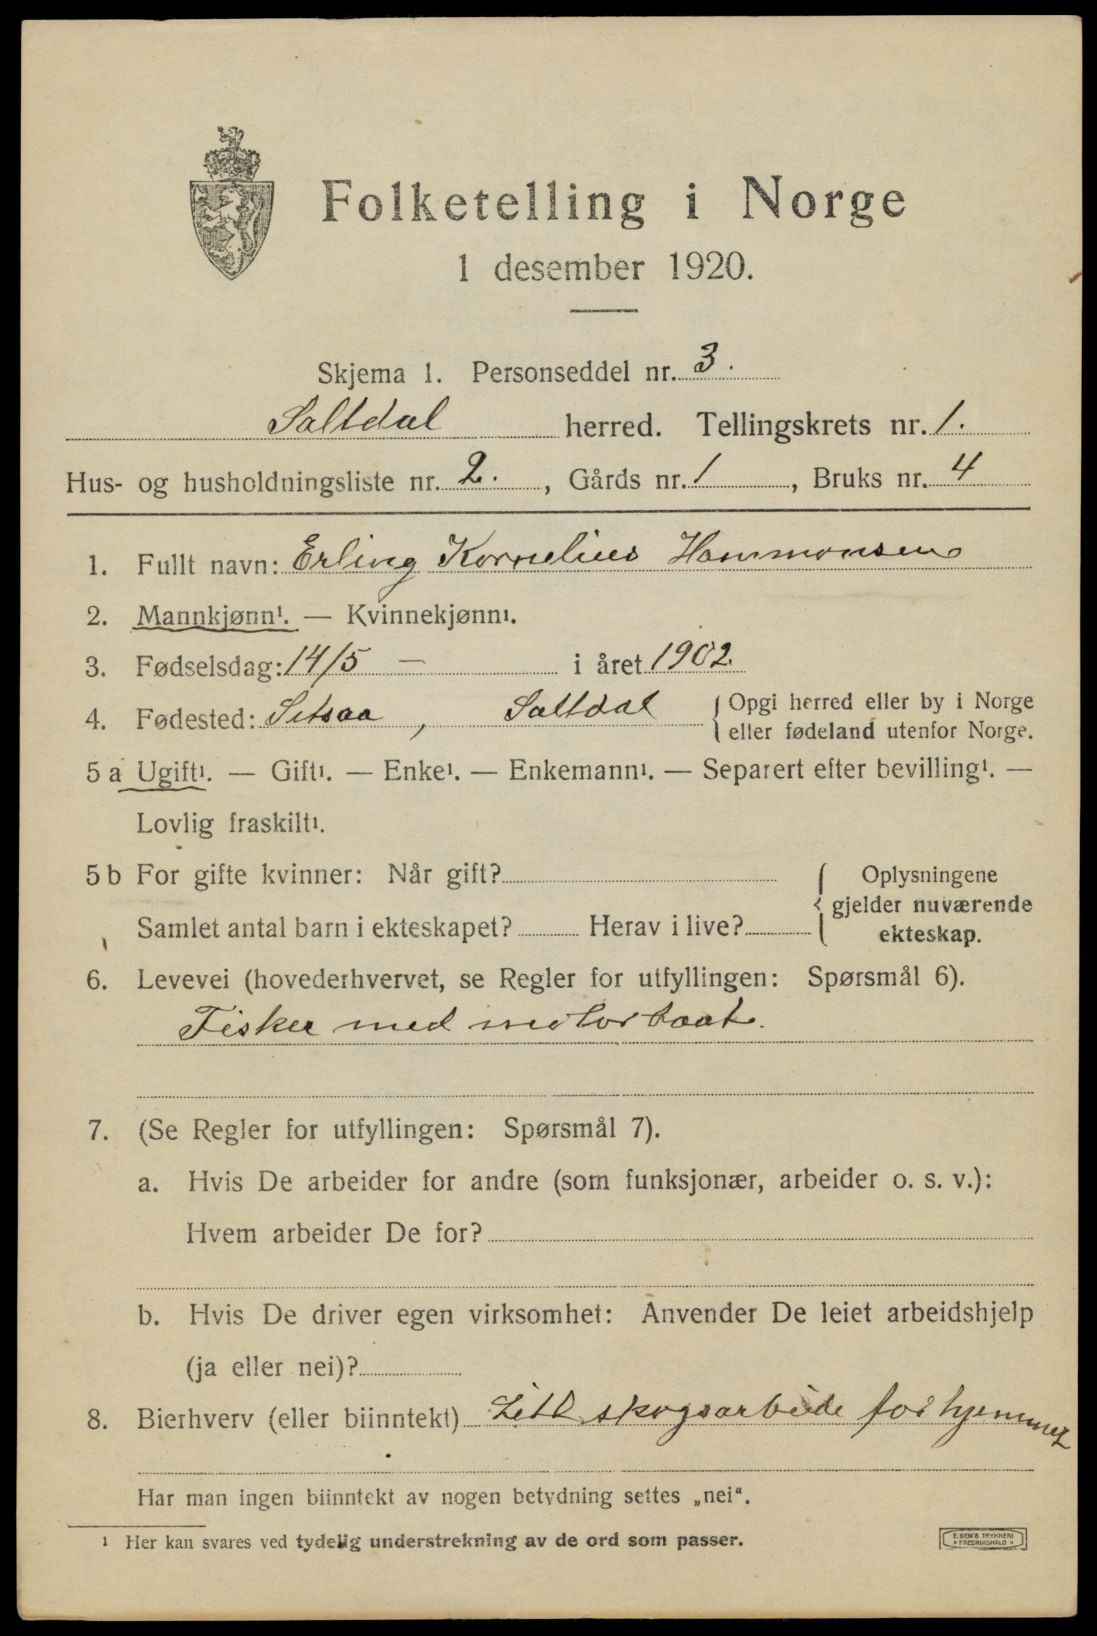 Folketelling i Norge
1 desember 1920.
Skjema 1. Personseddel nr. 3.
Saltdal herred. Tellingskrets nr. 1.
Hus- og husholdningsliste nr. 2., Gårds nr. 1, Bruks nr. 4
1. Fullt navn: Erling Kornelius Hammonsen
2. Mannkjønn¹. — Kvinnekjønn¹.
3. Fødselsdag: 14/5 — i året 1902
4. Fødested: Setsaa, Saltdal { Opgi herred eller by i Norge
eller fødeland utenfor Norge.
5 a Ugift¹. — Gift¹. — Enke¹. — Enkemann¹. — Separert efter bevilling¹. —
Lovlig fraskilt¹.
5 b For gifte kvinner: Når gift? { Oplysningene
gjelder nuværende
Samlet antal barn i ekteskapet? Herav i live? ekteskap.
6. Levevei (hovederhvervet, se Regler for utfyllingen: Spørsmål 6).
Fisker med motorbaat.
7. (Se Regler for utfyllingen: Spørsmål 7).
a. Hvis De arbeider for andre (som funksjonær, arbeider o. s. v.):
Hvem arbeider De for?
b. Hvis De driver egen virksomhet: Anvender De leiet arbeidshjelp
(ja eller nei)?
8. Bierhverv (eller biinntekt) Litt skogsarbeide for hjemmet
Har man ingen biinntekt av nogen betydning settes „nei“.
¹ Her kan svares ved tydelig understrekning av de ord som passer.
E. SEM'S TRYKKERI
* FREDRIKSHALD *